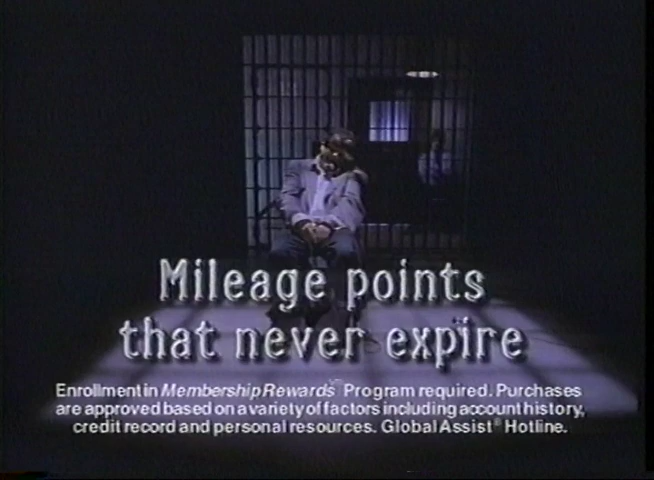 Mileage points
that never expire
Enrollment in Membership Rewards™ Program required. Purchases
are approved based on a variety of factors including account history,
credit record and personal resources. Global Assist® Hotline.